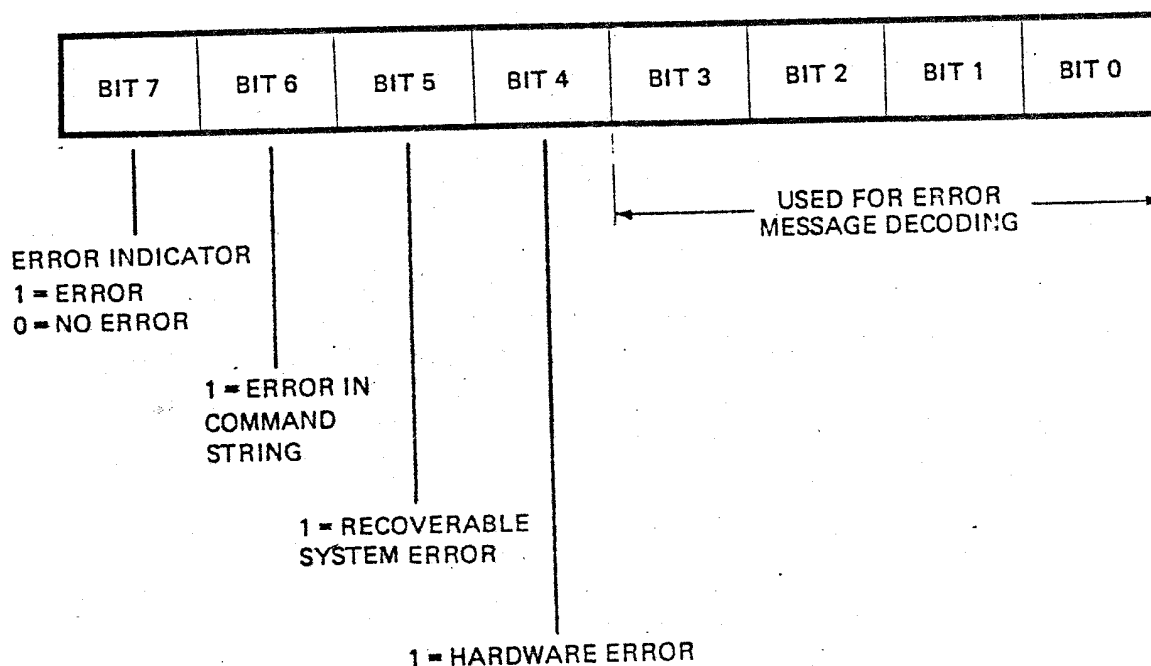 BIT 7 BIT 6 BIT 5 BIT 4 BIT 3 BIT 2 BIT 1 BIT 0
USED FOR ERROR
MESSAGE DECODING
ERROR INDICATOR
1 = ERROR
0 = NO ERROR
1 = ERROR IN
COMMAND
STRING
1 = RECOVERABLE
SYSTEM ERROR
1 = HARDWARE ERROR